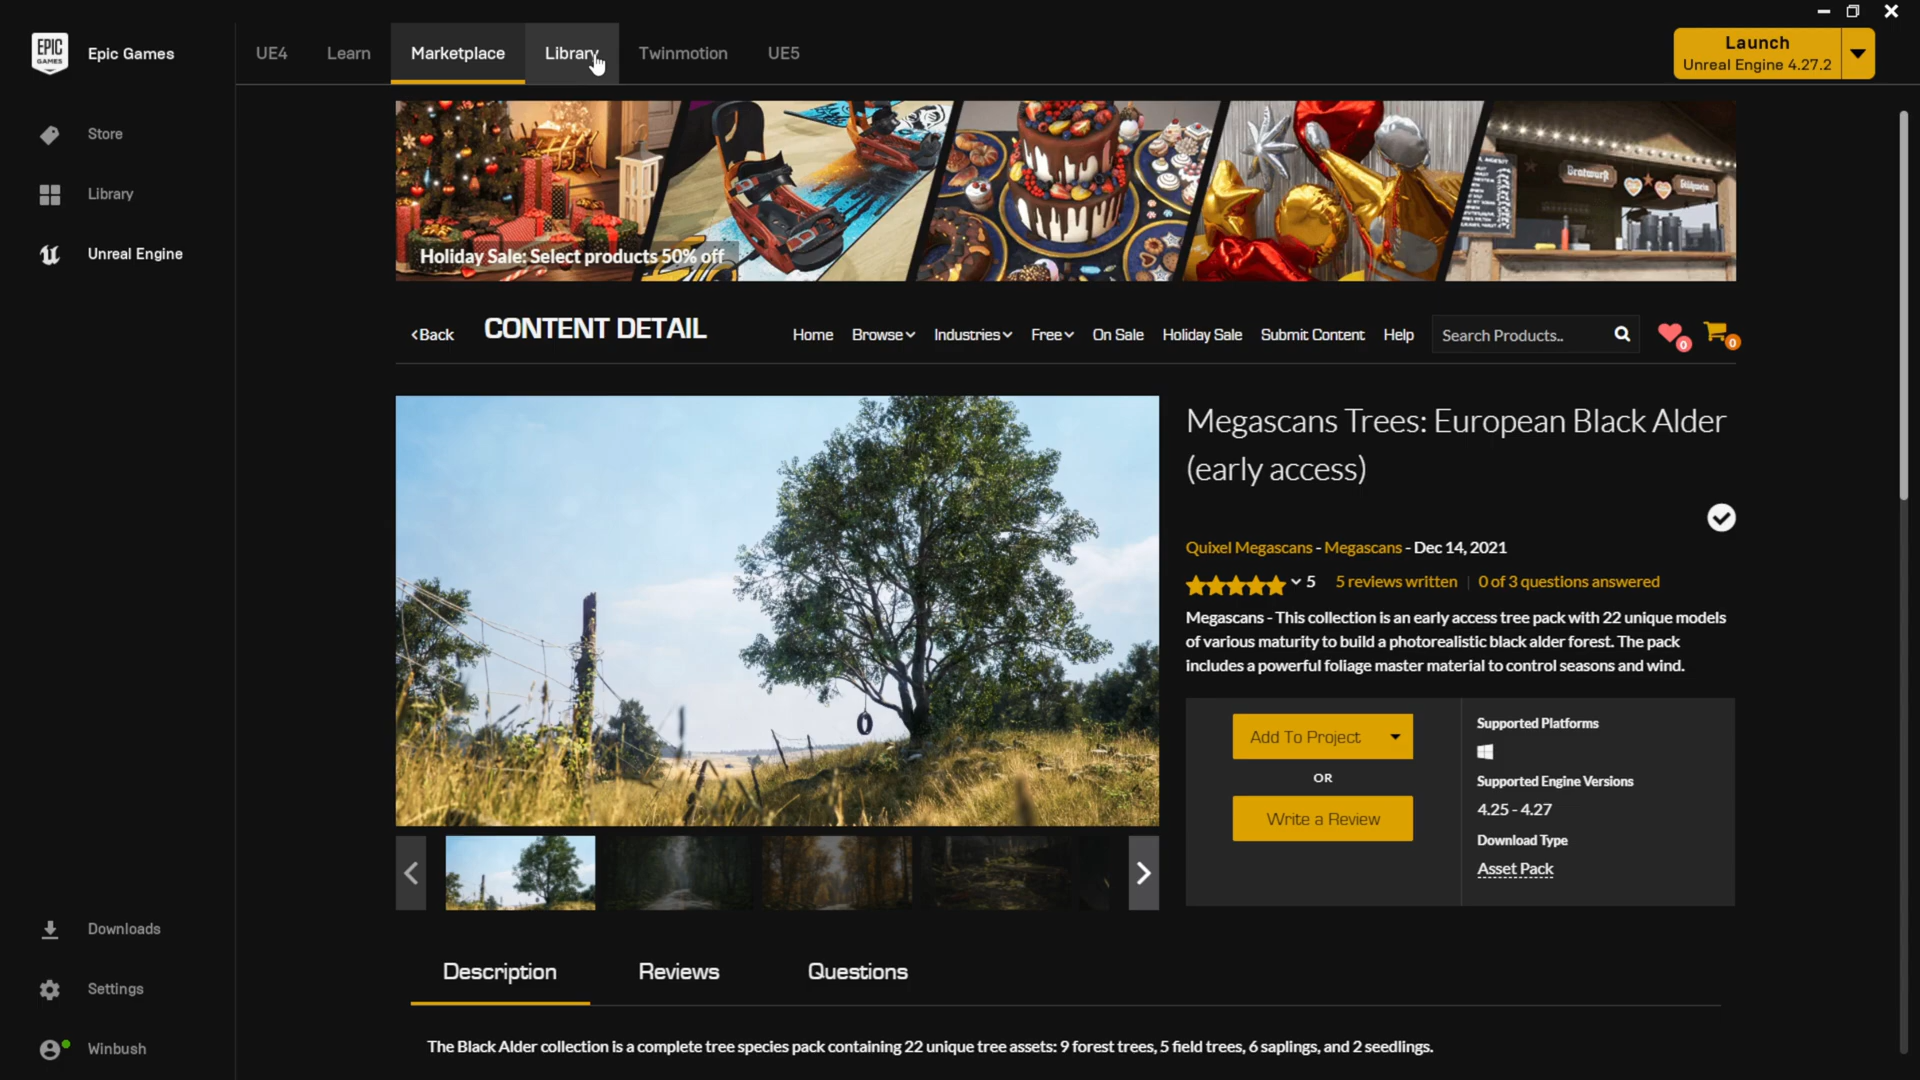 EPIC GAMES
Epic Games
UE4
Learn
Marketplace
Library
Twinmotion
UE5
Launch
Unreal Engine 4.27.2
Store
Library
Unreal Engine
Holiday Sale: Select products 50% off
Bratwurst
<Back
CONTENT DETAIL
Home
Browse
Industries
Free
On Sale
Holiday Sale
Submit Content
Help
Search Products..
0
0
Megascans Trees: European Black Alder
(early access)
Quixel Megascans - Megascans - Dec 14, 2021
5
5 reviews written | 0 of 3 questions answered
Megascans - This collection is an early access tree pack with 22 unique models
of various maturity to build a photorealistic black alder forest. The pack
includes a powerful foliage master material to control seasons and wind.
Add To Project
OR
Write a Review
Supported Platforms
Supported Engine Versions
4.25 - 4.27
Download Type
Asset Pack
Description
Reviews
Questions
The Black Alder collection is a complete tree species pack containing 22 unique tree assets: 9 forest trees, 5 field trees, 6 saplings, and 2 seedlings.
Downloads
Settings
Winbush